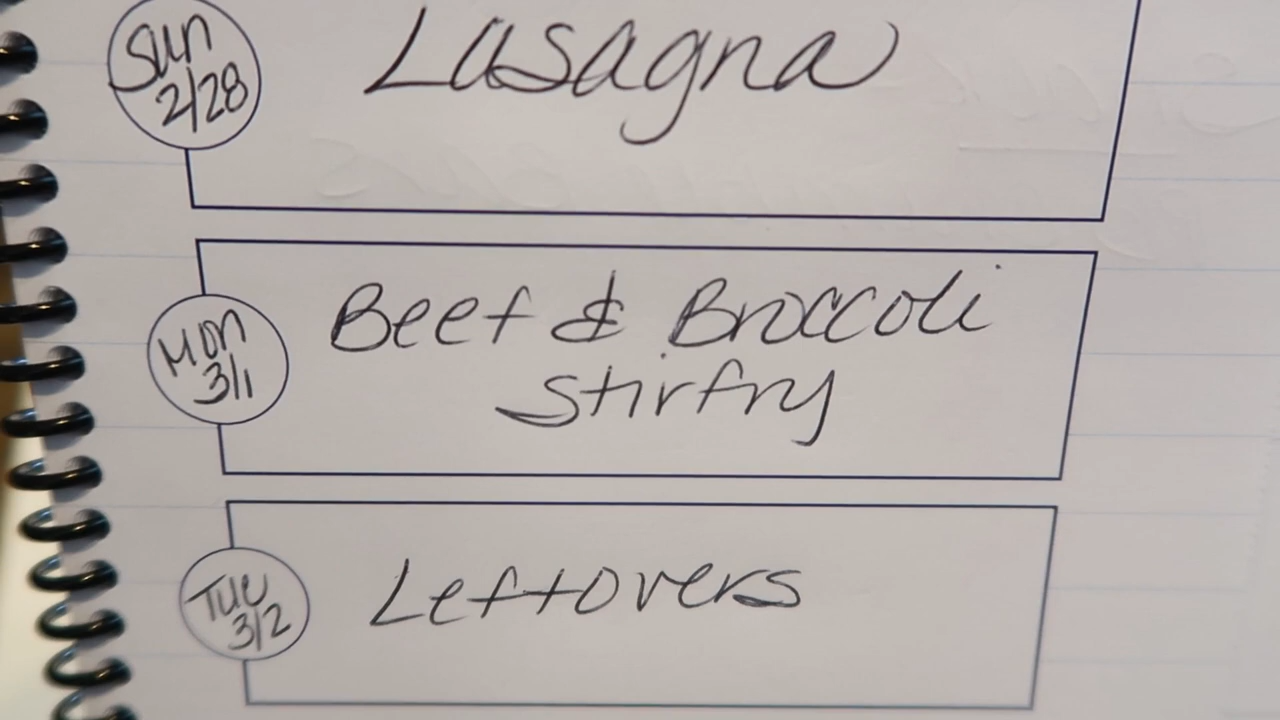 Sun
2/28
Lasagna
Mon
3/1
Beef & Broccoli
Stirfry
Tue
3/2
Leftovers